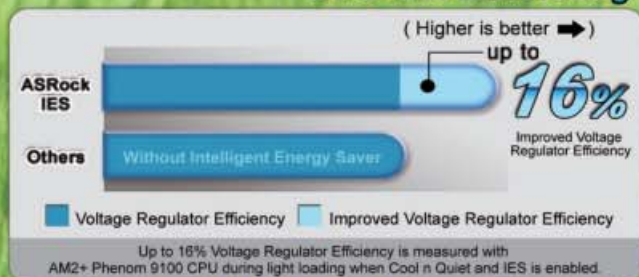 ( Higher is better ➡ )
up to
ASRock
IES
16%
Improved Voltage
Regulator Efficiency
Others
Without Intelligent Energy Saver
Voltage Regulator Efficiency
Improved Voltage Regulator Efficiency
Up to 16% Voltage Regulator Efficiency is measured with
AM2+ Phenom 9100 CPU during light loading when Cool n Quiet and IES is enabled.